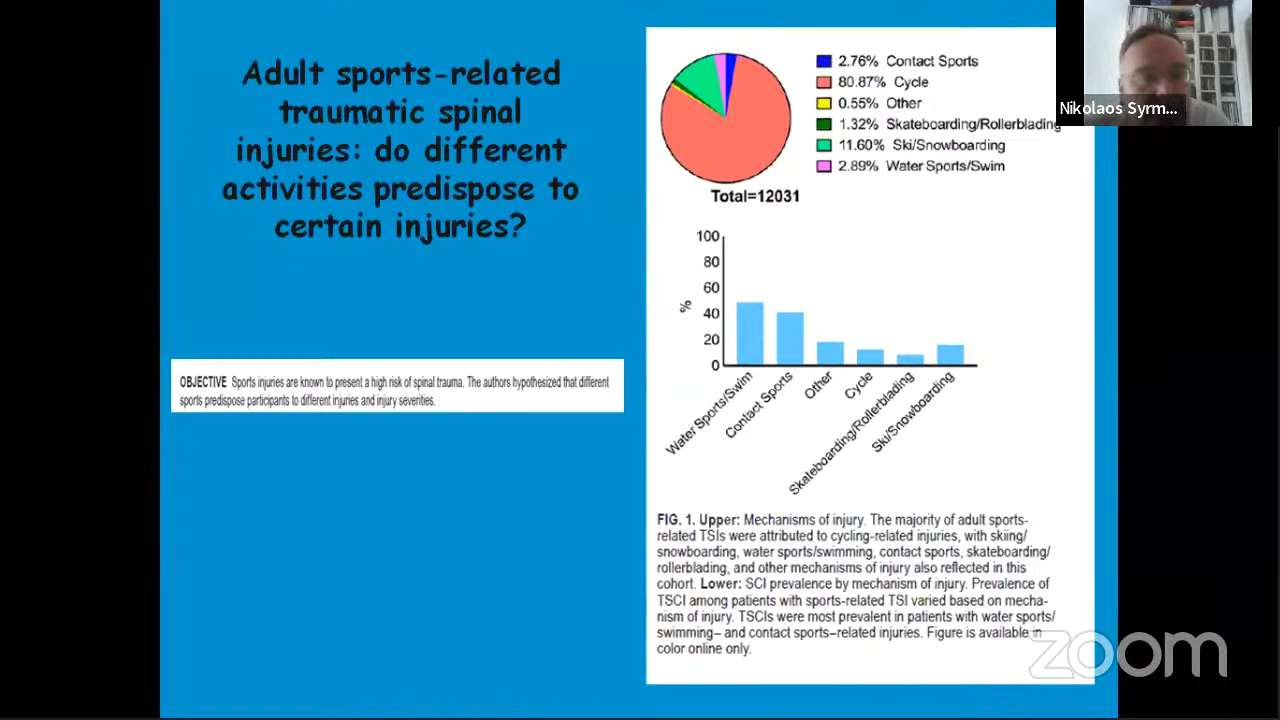 Adult sports-related
traumatic spinal
injuries: do different
activities predispose to
certain injuries?
OBJECTIVE Sports injuries are known to present a high risk of spinal trauma. The authors hypothesized that different
sports predispose participants to different injuries and injury severities.
2.76% Contact Sports
80.87% Cycle
0.55% Other
1.32% Skateboarding/Rollerblading
11.60% Ski/Snowboarding
2.89% Water Sports/Swim
Total=12031
100
80
60
40
20
0
%
Water Sports/Swim
Contact Sports
Other
Cycle
Skateboarding/Rollerblading
Ski/Snowboarding
FIG. 1. Upper: Mechanisms of injury. The majority of adult sports-
related TSIs were attributed to cycling-related injuries, with skiing/
snowboarding, water sports/swimming, contact sports, skateboarding/
rollerblading, and other mechanisms of injury also reflected in this
cohort. Lower: SCI prevalence by mechanism of injury. Prevalence of
TSCI among patients with sports-related TSI varied based on mecha-
nism of injury. TSCIs were most prevalent in patients with water sports/
swimming– and contact sports–related injuries. Figure is available in
color online only.
Nikolaos Syrm...
zoom